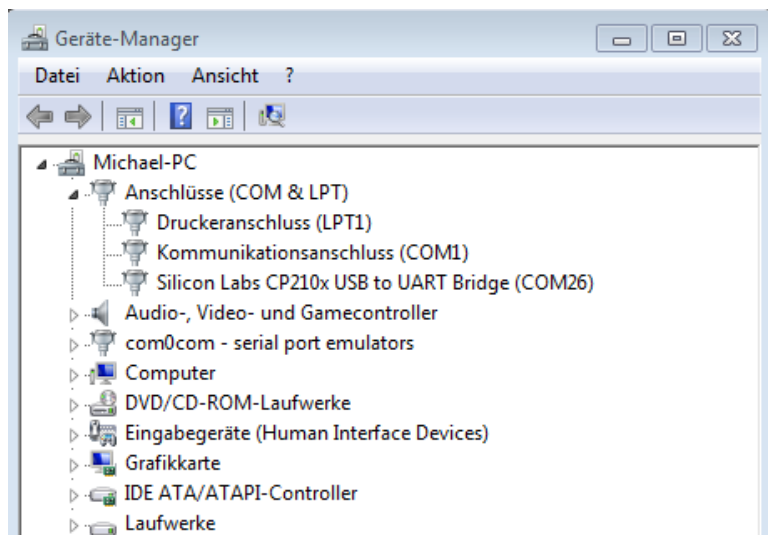 Geräte-Manager
Datei Aktion Ansicht ?
Michael-PC
Anschlüsse (COM & LPT)
Druckeranschluss (LPT1)
Kommunikationsanschluss (COM1)
Silicon Labs CP210x USB to UART Bridge (COM26)
Audio-, Video- und Gamecontroller
com0com - serial port emulators
Computer
DVD/CD-ROM-Laufwerke
Eingabegeräte (Human Interface Devices)
Grafikkarte
IDE ATA/ATAPI-Controller
Laufwerke